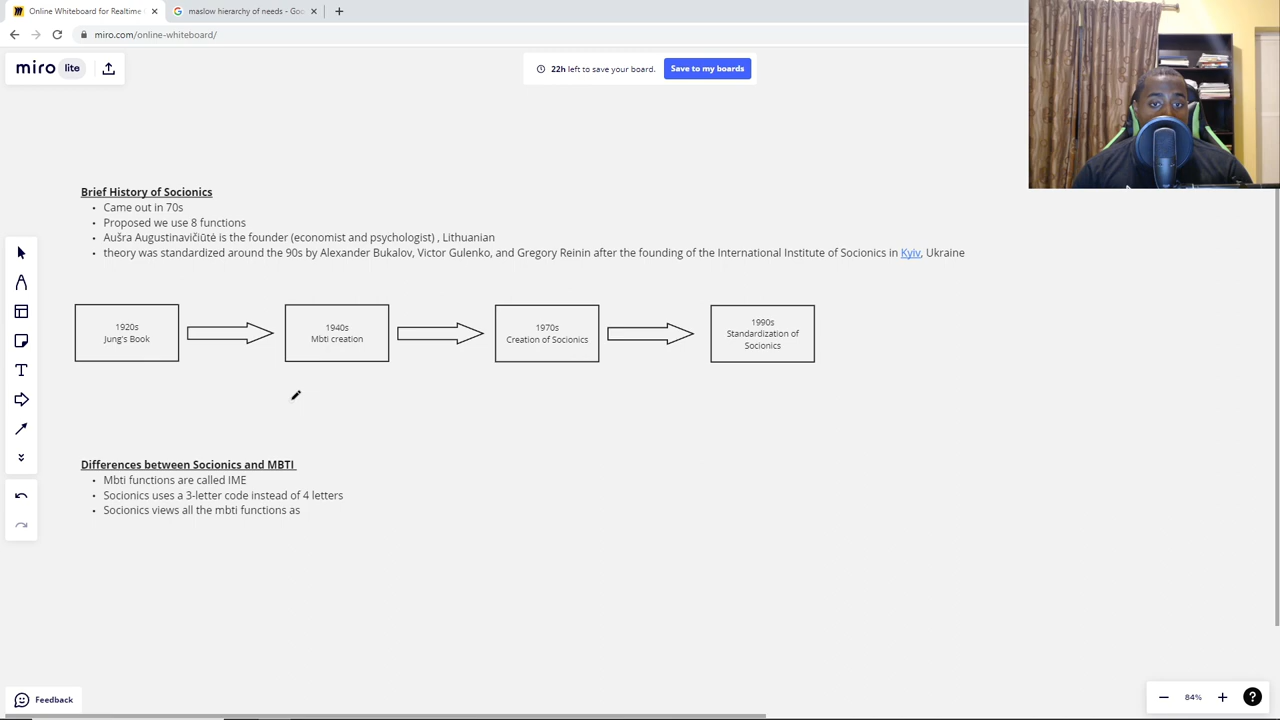 Online Whiteboard for Realtime
maslow hierarchy of needs - Goo
miro.com/online-whiteboard/
miro lite
22h left to save your board.
Save to my boards
Brief History of Socionics
• Came out in 70s
• Proposed we use 8 functions
• Aušra Augustinavičiūtė is the founder (economist and psychologist) , Lithuanian
• theory was standardized around the 90s by Alexander Bukalov, Victor Gulenko, and Gregory Reinin after the founding of the International Institute of Socionics in Kyiv, Ukraine
1920s
Jung's Book
1940s
Mbti creation
1970s
Creation of Socionics
1990s
Standardization of
Socionics
Differences between Socionics and MBTI
• Mbti functions are called IME
• Socionics uses a 3-letter code instead of 4 letters
• Socionics views all the mbti functions as
Feedback
84%